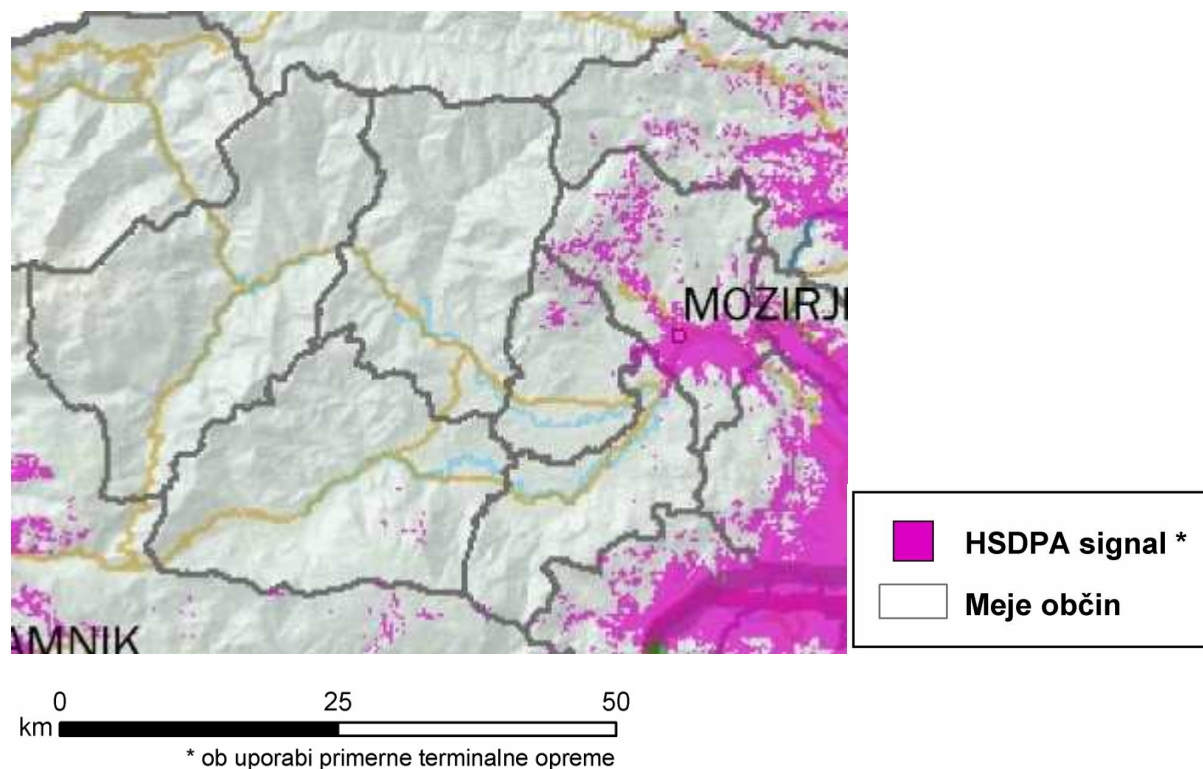 MOZIRJ
AMNIK
HSDPA signal *
Meje občin
0 25 50
km
* ob uporabi primerne terminalne opreme